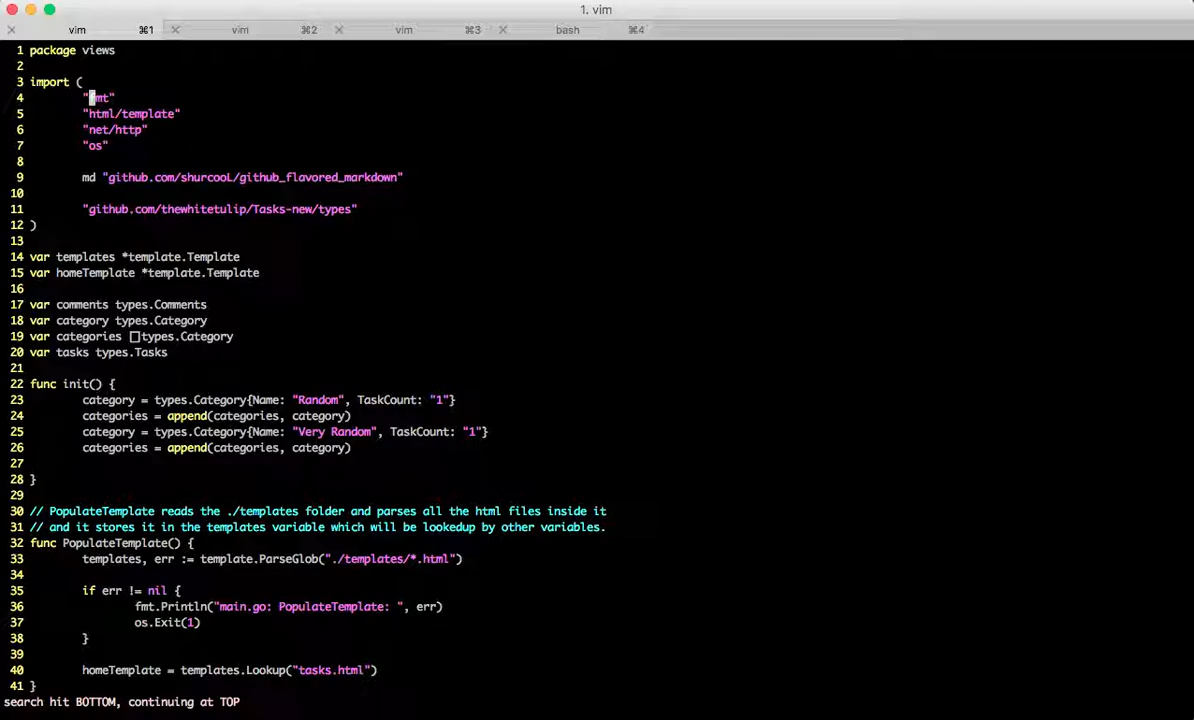 1. vim
vim ⌘1 vim ⌘2 vim ⌘3 bash ⌘4
1 package views
2
3 import (
4 "fmt"
5 "html/template"
6 "net/http"
7 "os"
8
9 md "github.com/shurcooL/github_flavored_markdown"
10
11 "github.com/thewhitetulip/Tasks-new/types"
12 )
13
14 var templates *template.Template
15 var homeTemplate *template.Template
16
17 var comments types.Comments
18 var category types.Category
19 var categories []types.Category
20 var tasks types.Tasks
21
22 func init() {
23 category = types.Category{Name: "Random", TaskCount: "1"}
24 categories = append(categories, category)
25 category = types.Category{Name: "Very Random", TaskCount: "1"}
26 categories = append(categories, category)
27
28 }
29
30 // PopulateTemplate reads the ./templates folder and parses all the html files inside it
31 // and it stores it in the templates variable which will be lookedup by other variables.
32 func PopulateTemplate() {
33 templates, err := template.ParseGlob("./templates/*.html")
34
35 if err != nil {
36 fmt.Println("main.go: PopulateTemplate: ", err)
37 os.Exit(1)
38 }
39
40 homeTemplate = templates.Lookup("tasks.html")
41 }
search hit BOTTOM, continuing at TOP